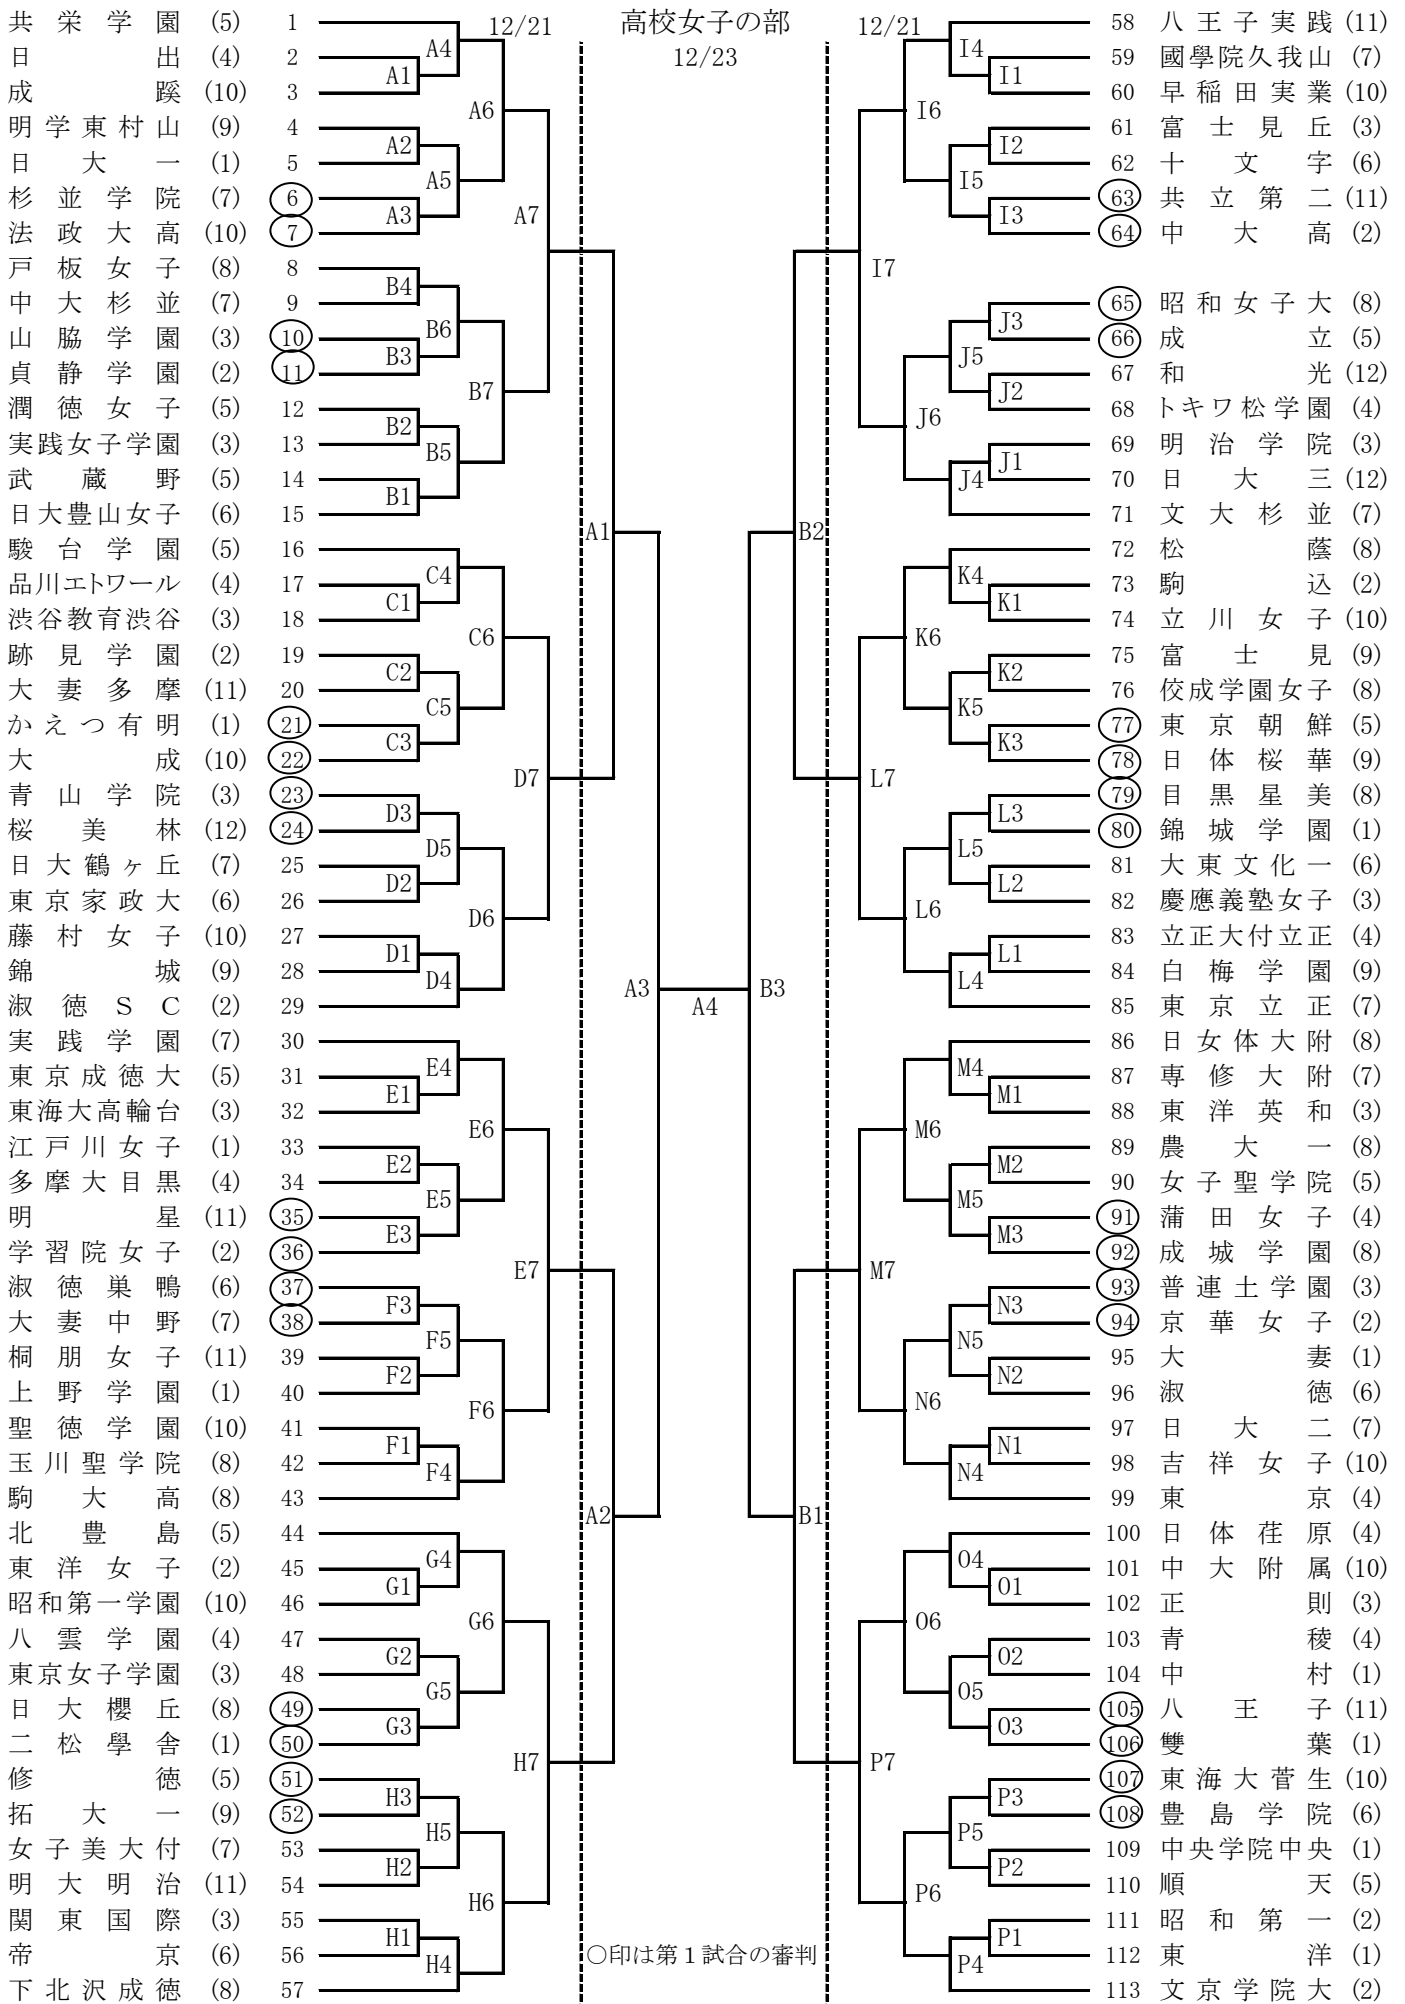 高校女子の部
12/21 12/23 12/21
共栄学園 (5) 1
日出 (4) 2
成蹊 (10) 3
明学東村山 (9) 4
日大一 (1) 5
杉並学院 (7) 6
法政大高 (10) 7
戸板女子 (8) 8
中大杉並 (7) 9
山脇学園 (3) 10
貞静学園 (2) 11
潤徳女子 (5) 12
実践女子学園 (3) 13
武蔵野 (5) 14
日大豊山女子 (6) 15
駿台学園 (5) 16
品川エトワール (4) 17
渋谷教育渋谷 (3) 18
跡見学園 (2) 19
大妻多摩 (11) 20
かえつ有明 (1) 21
大成 (10) 22
青山学院 (3) 23
桜美林 (12) 24
日大鶴ヶ丘 (7) 25
東京家政大 (6) 26
藤村女子 (10) 27
錦城 (9) 28
淑徳SC (2) 29
実践学園 (7) 30
東京成徳大 (5) 31
東海大高輪台 (3) 32
江戸川女子 (1) 33
多摩大目黒 (4) 34
明星 (11) 35
学習院女子 (2) 36
淑徳巣鴨 (6) 37
大妻中野 (7) 38
桐朋女子 (11) 39
上野学園 (1) 40
聖徳学園 (10) 41
玉川聖学院 (8) 42
駒大高 (8) 43
北豊島 (5) 44
東洋女子 (2) 45
昭和第一学園 (10) 46
八雲学園 (4) 47
東京女子学園 (3) 48
日大櫻丘 (8) 49
二松學舎 (1) 50
修徳 (5) 51
拓大一 (9) 52
女子美大付 (7) 53
明大明治 (11) 54
関東国際 (3) 55
帝京 (6) 56
下北沢成徳 (8) 57
A4
A1
A6
A2
A5
A3
A7
B4
B6
B3
B7
B2
B5
B1
A1
C4
C1
C6
C2
C5
C3
D7
D3
D5
D2
D6
D1
D4
A3
A4
B3
E4
E1
E6
E2
E5
E3
E7
F3
F5
F2
F6
F1
F4
A2
G4
G1
G6
G2
G5
G3
H7
H3
H5
H2
H6
H1
H4
○印は第1試合の審判
I4
I1
I6
I2
I5
I3
I7
J3
J5
J2
J6
J1
J4
B2
K4
K1
K6
K2
K5
K3
L7
L3
L5
L2
L6
L1
L4
M4
M1
M6
M2
M5
M3
M7
N3
N5
N2
N6
N1
N4
B1
O4
O1
O6
O2
O5
O3
P7
P3
P5
P2
P6
P1
P4
58 八王子実践 (11)
59 國學院久我山 (7)
60 早稲田実業 (10)
61 富士見丘 (3)
62 十文字 (6)
63 共立第二 (11)
64 中大高 (2)
65 昭和女子大 (8)
66 成立 (5)
67 和光 (12)
68 トキワ松学園 (4)
69 明治学院 (3)
70 日大三 (12)
71 文大杉並 (7)
72 松蔭 (8)
73 駒込 (2)
74 立川女子 (10)
75 富士見 (9)
76 佼成学園女子 (8)
77 東京朝鮮 (5)
78 日体桜華 (9)
79 目黒星美 (8)
80 錦城学園 (1)
81 大東文化一 (6)
82 慶應義塾女子 (3)
83 立正大付立正 (4)
84 白梅学園 (9)
85 東京立正 (7)
86 日女体大附 (8)
87 専修大附 (7)
88 東洋英和 (3)
89 農大一 (8)
90 女子聖学院 (5)
91 蒲田女子 (4)
92 成城学園 (8)
93 普連土学園 (3)
94 京華女子 (2)
95 大妻 (1)
96 淑徳 (6)
97 日大二 (7)
98 吉祥女子 (10)
99 東京 (4)
100 日体荏原 (4)
101 中大附属 (10)
102 正則 (3)
103 青稜 (4)
104 中村 (1)
105 八王子 (11)
106 雙葉 (1)
107 東海大菅生 (10)
108 豊島学院 (6)
109 中央学院中央 (1)
110 順天 (5)
111 昭和第一 (2)
112 東洋 (1)
113 文京学院大 (2)